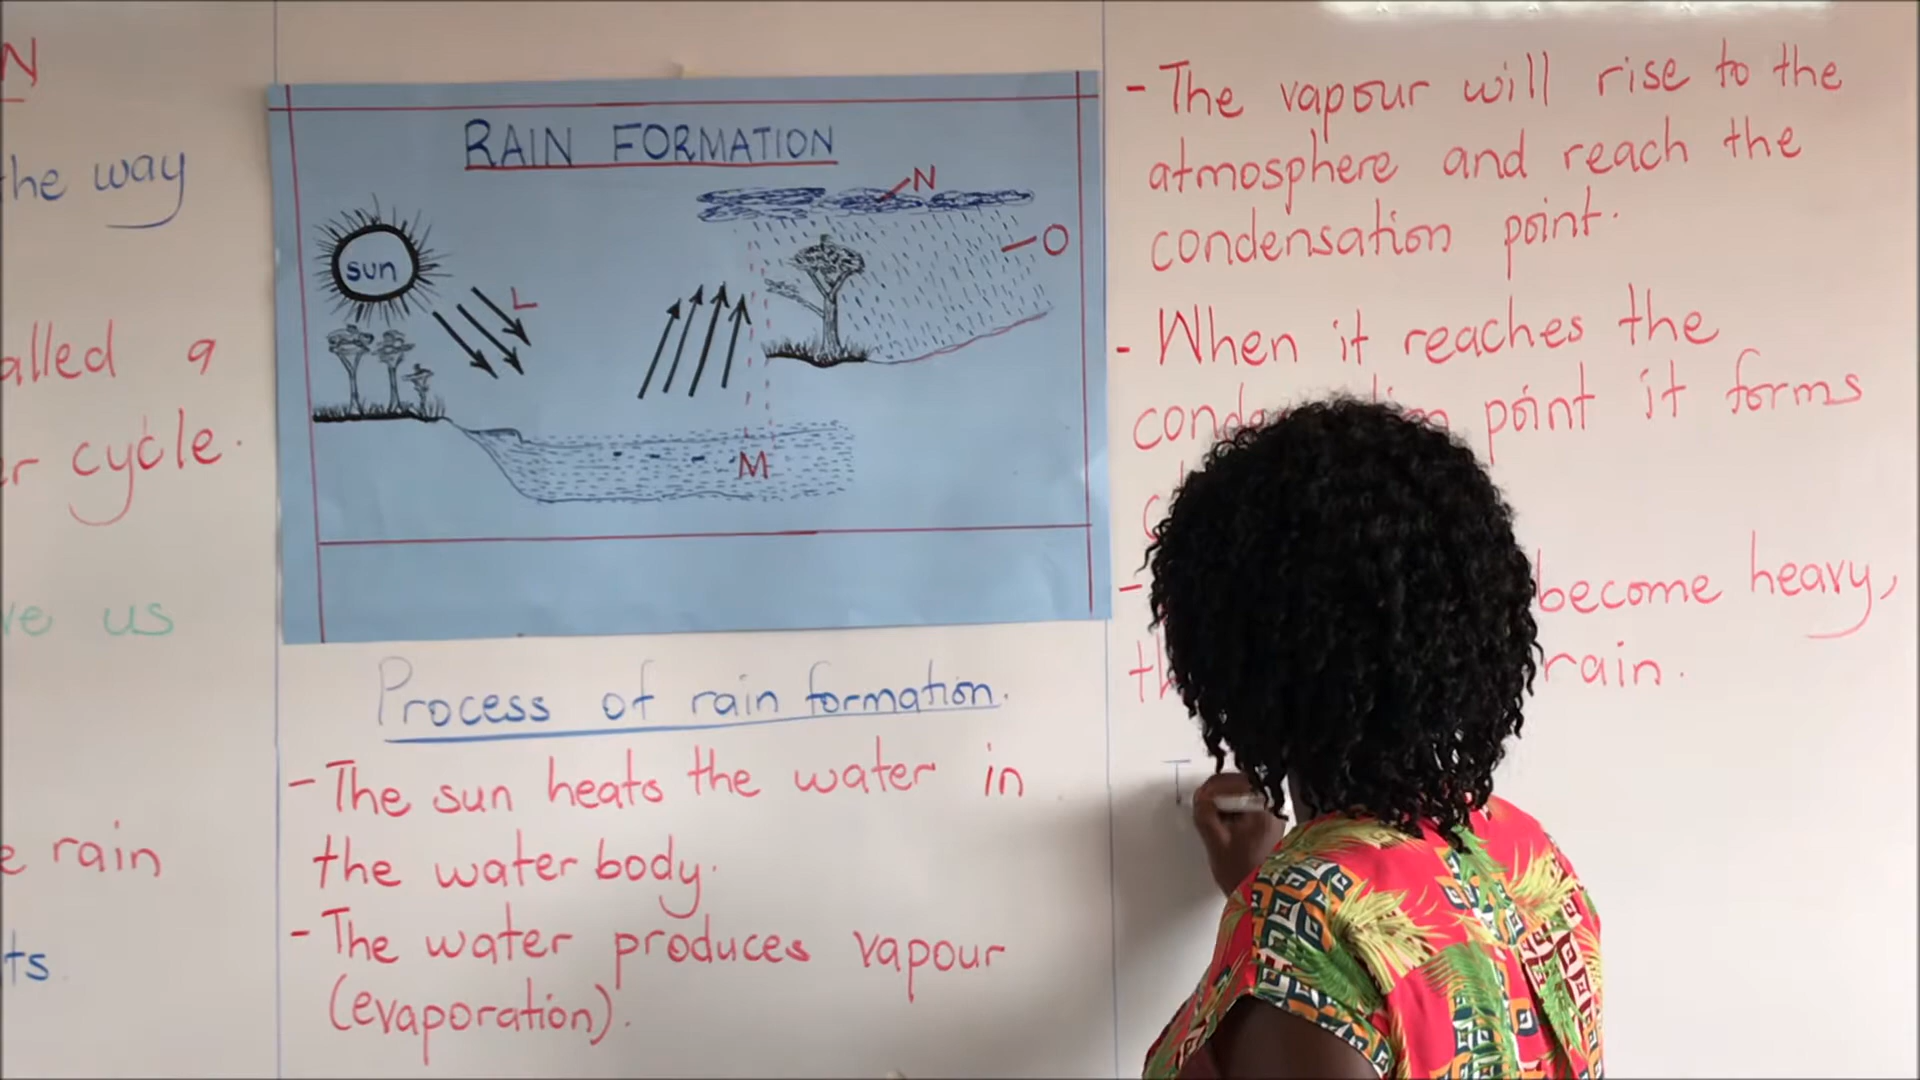 N
the way
alled a
r cycle.
ve us
e rain
ts
RAIN FORMATION
N
O
sun
L
M
Process of rain formation.
- The sun heats the water in
the water body.
- The water produces vapour
(evaporation).
- The vapour will rise to the
atmosphere and reach the
condensation point.
- When it reaches the
point it forms
- become heavy,
rain.
T